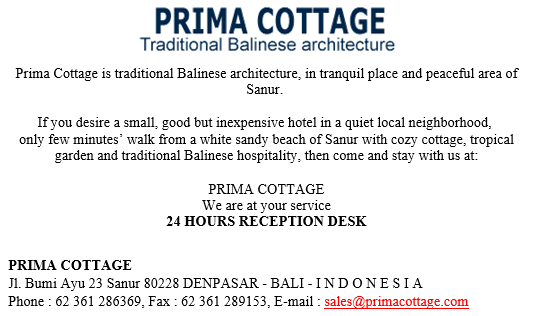 PRIMA COTTAGE
Traditional Balinese architecture
Prima Cottage is traditional Balinese architecture, in tranquil place and peaceful area of
Sanur.
If you desire a small, good but inexpensive hotel in a quiet local neighborhood,
only few minutes’ walk from a white sandy beach of Sanur with cozy cottage, tropical
garden and traditional Balinese hospitality, then come and stay with us at:
PRIMA COTTAGE
We are at your service
24 HOURS RECEPTION DESK
PRIMA COTTAGE
Jl. Bumi Ayu 23 Sanur 80228 DENPASAR - BALI - I N D O N E S I A
Phone : 62 361 286369, Fax : 62 361 289153, E-mail : sales@primacottage.com